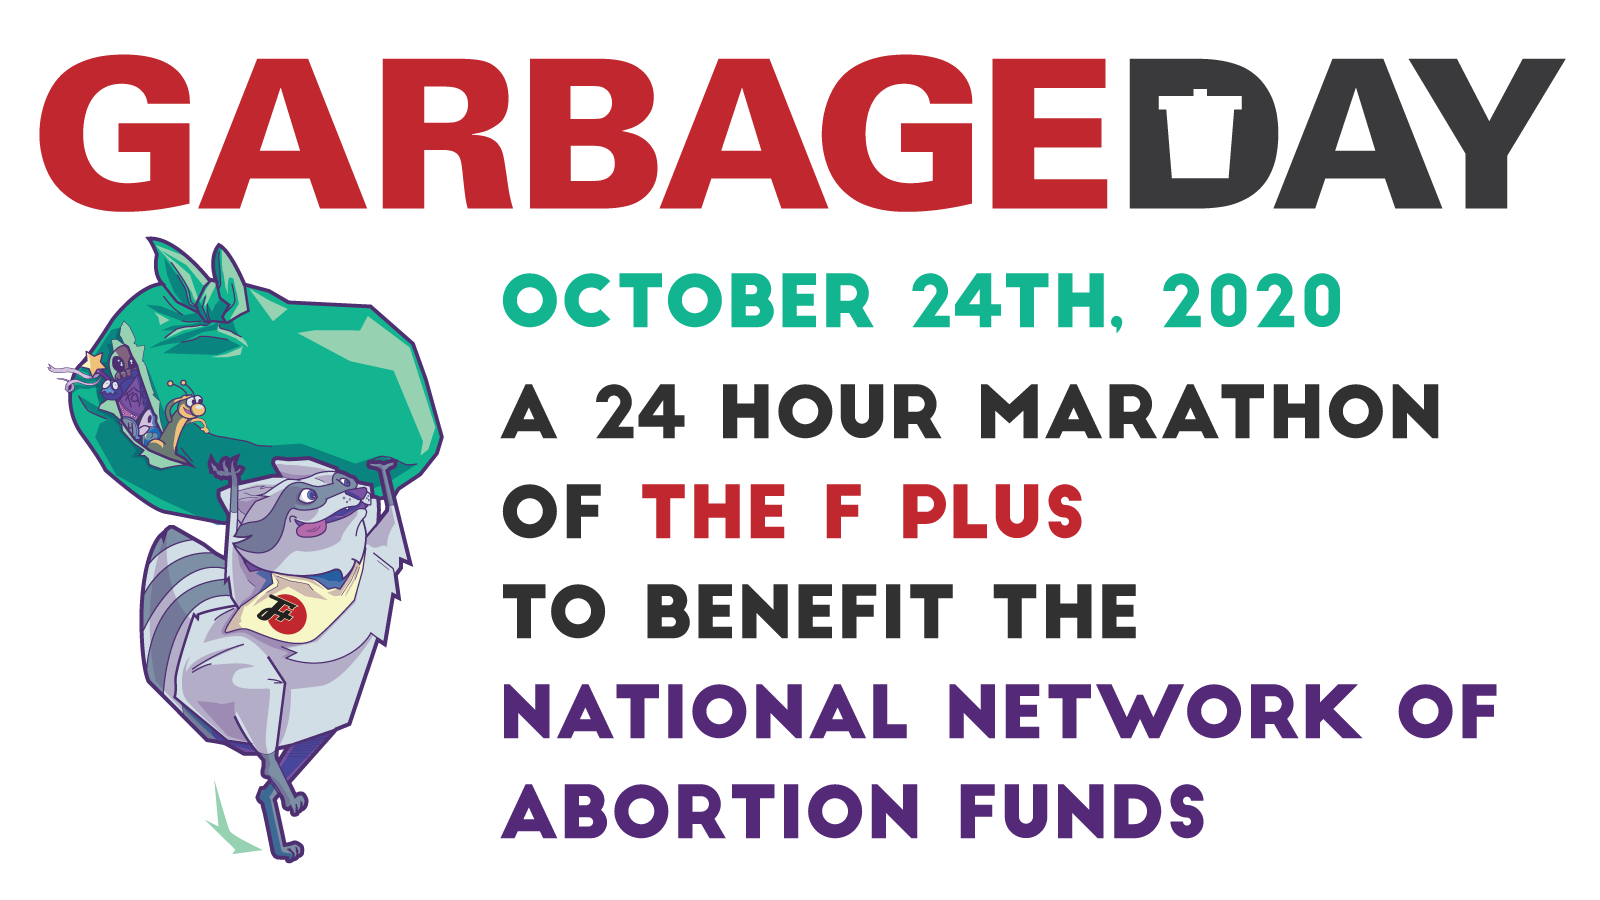 GARBAGEDAY
OCTOBER 24TH, 2020
A 24 HOUR MARATHON
OF THE F PLUS
TO BENEFIT THE
NATIONAL NETWORK OF
ABORTION FUNDS
F+